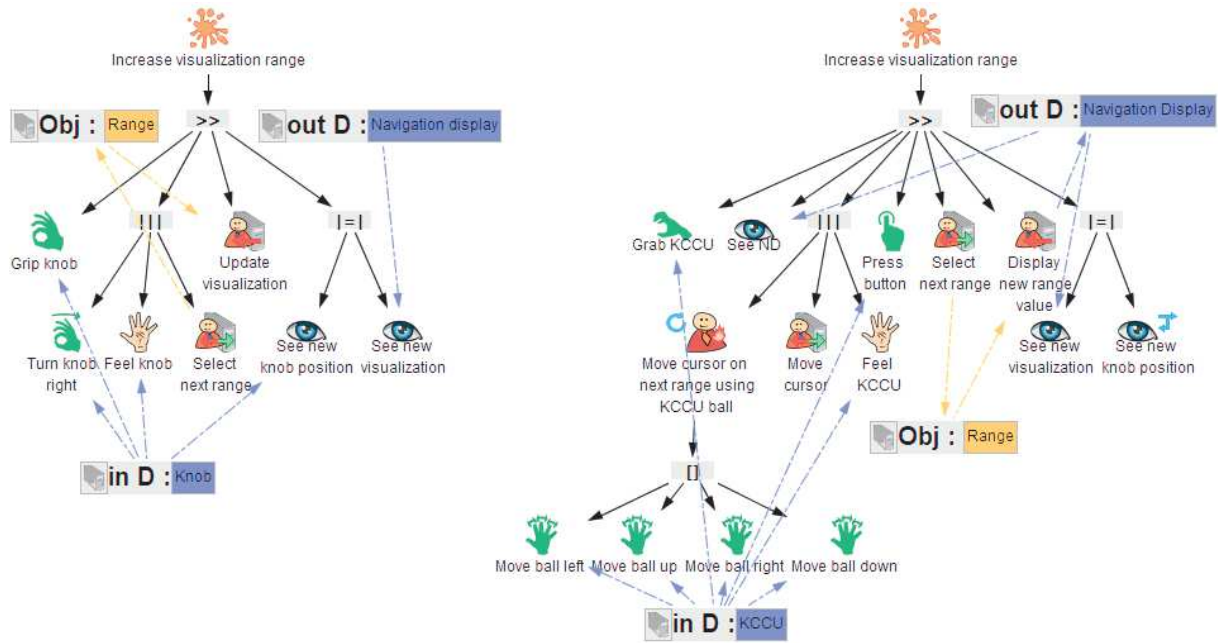 Increase visualization range
Obj :
Range
>>
out D :
Navigation display
Grip knob
|||
Update
visualization
|=|
Turn knob
right
Feel knob
Select
next range
See new
knob position
See new
visualization
in D :
Knob
Increase visualization range
>>
out D :
Navigation Display
Grab KCCU
See ND
|||
Press
button
Select
next range
Display
new range
value
|=|
Move cursor on
next range using
KCCU ball
Move
cursor
Feel
KCCU
See new
visualization
See new
knob position
Obj :
Range
[]
Move ball left
Move ball up
Move ball right
Move ball down
in D :
KCCU